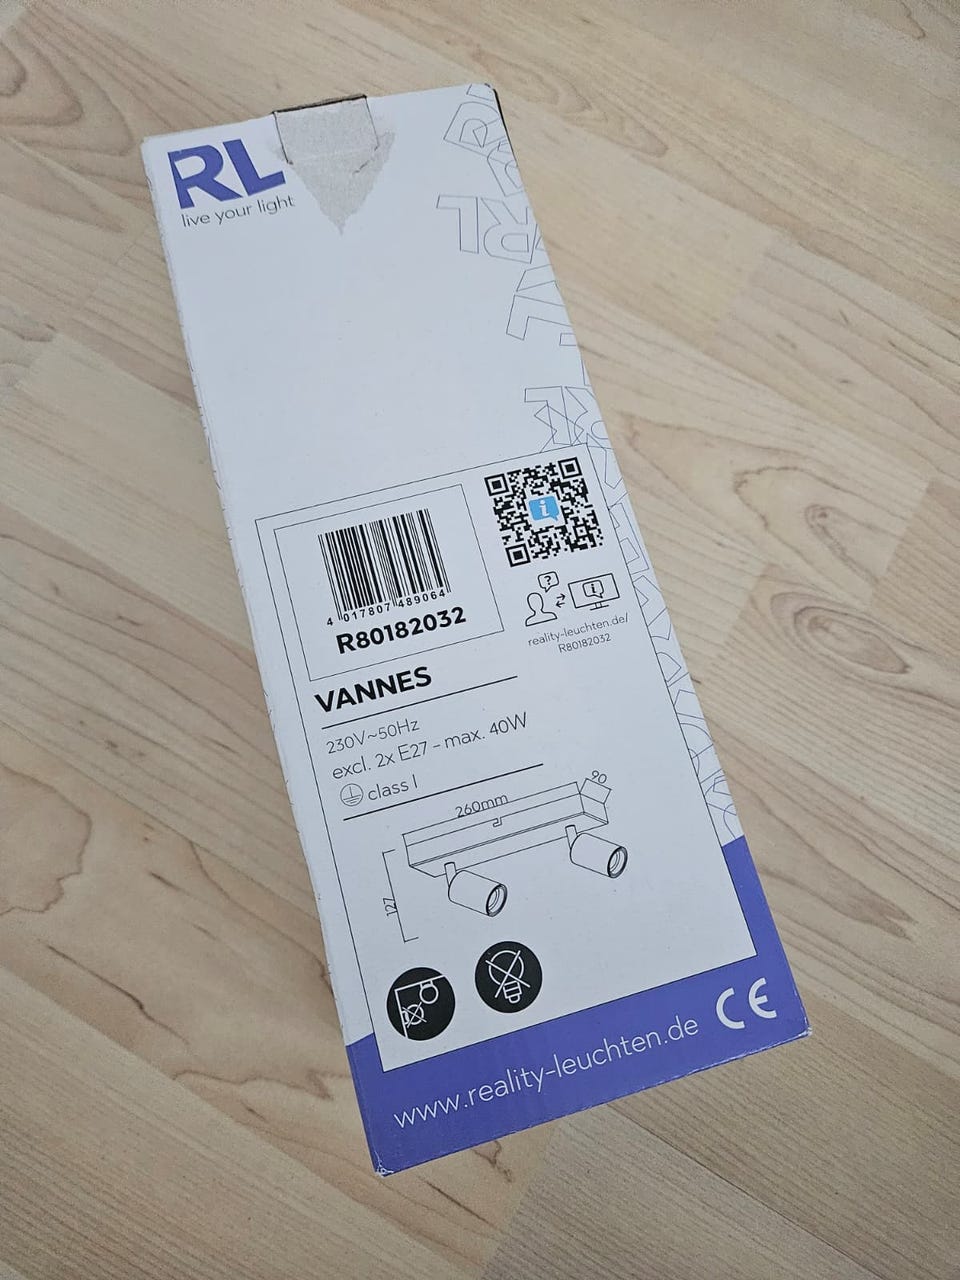 RL
live your light
4 017807 489064
R80182032
reality-leuchten.de/
R80182032
VANNES
230V~50Hz
excl. 2x E27 - max. 40W
class I
260mm
90
127
CE
www.reality-leuchten.de